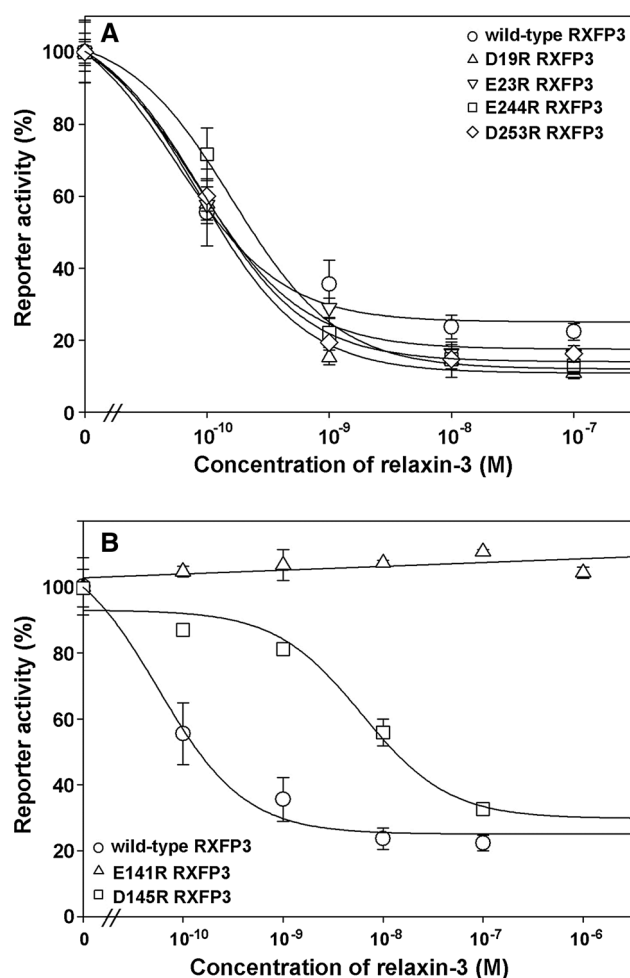 A
wild-type RXFP3
D19R RXFP3
E23R RXFP3
E244R RXFP3
D253R RXFP3
Reporter activity (%)
100
80
60
40
20
0
0 10-10 10-9 10-8 10-7
Concentration of relaxin-3 (M)
B
Reporter activity (%)
100
80
60
40
20
0
wild-type RXFP3
E141R RXFP3
D145R RXFP3
0 10-10 10-9 10-8 10-7 10-6
Concentration of relaxin-3 (M)